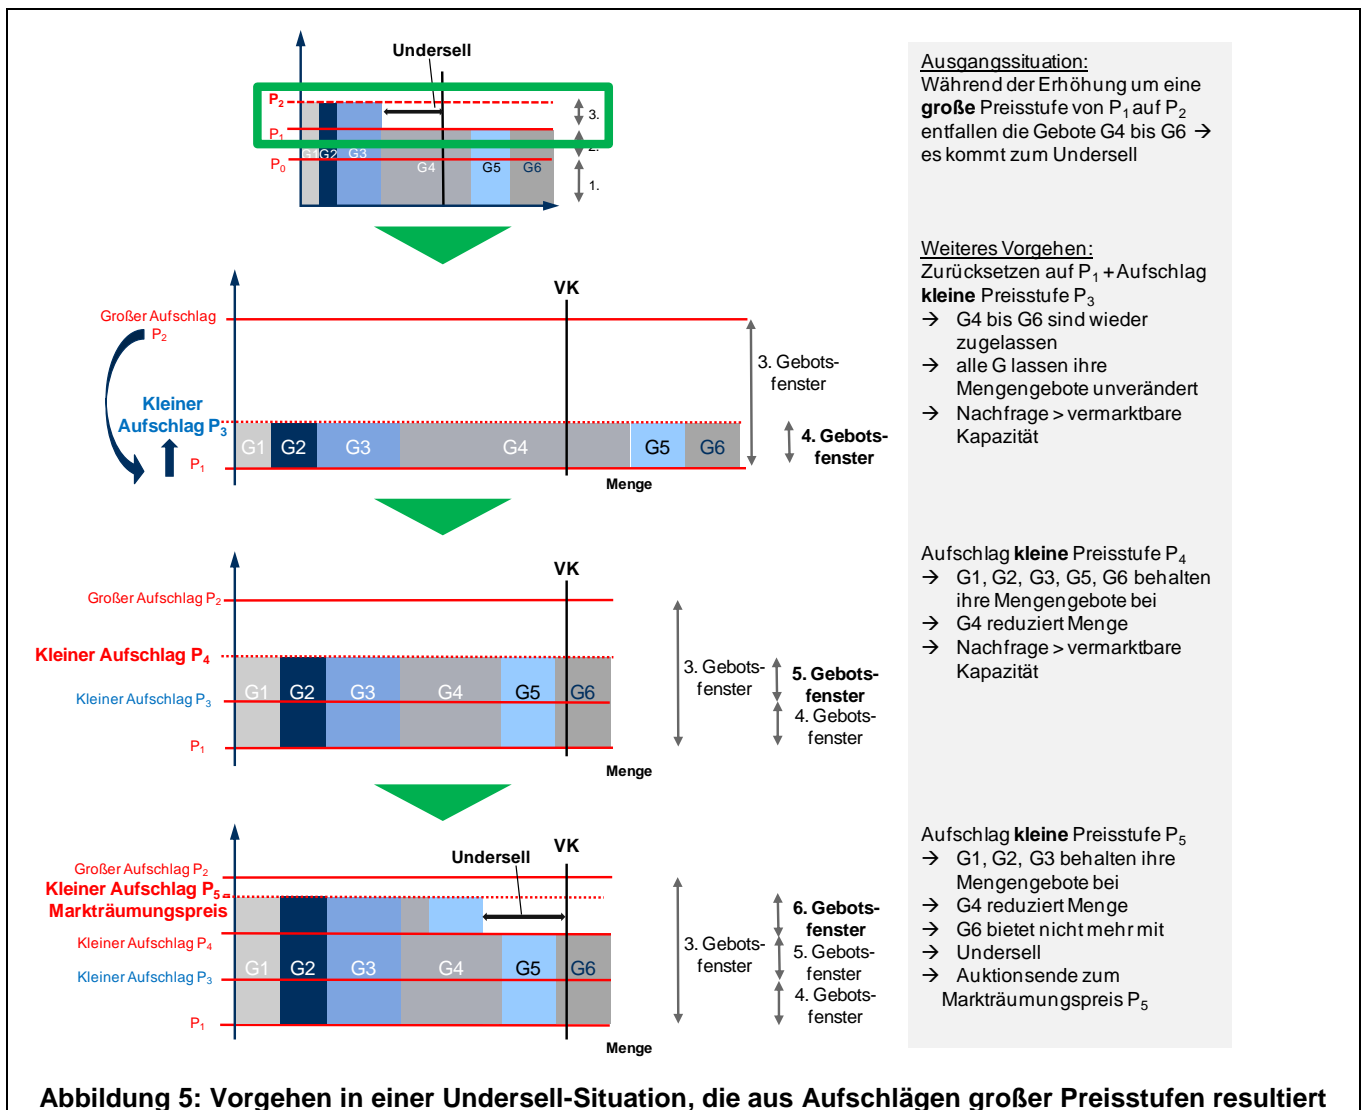 Undersell
P2
P1
P0
G1
G2
G3
G4
G5
G6
3.
2.
1.
Ausgangssituation:
Während der Erhöhung um eine
große Preisstufe von P1 auf P2
entfallen die Gebote G4 bis G6 →
es kommt zum Undersell
VK
Großer Aufschlag
P2
Kleiner
Aufschlag P3
P1
G1
G2
G3
G4
G5
G6
Menge
3. Gebots-
fenster
4. Gebots-
fenster
Weiteres Vorgehen:
Zurücksetzen auf P1 + Aufschlag
kleine Preisstufe P3
→ G4 bis G6 sind wieder
zugelassen
→ alle G lassen ihre
Mengengebote unverändert
→ Nachfrage > vermarktbare
Kapazität
VK
Großer Aufschlag P2
Kleiner Aufschlag P4
Kleiner Aufschlag P3
P1
G1
G2
G3
G4
G5
G6
Menge
3. Gebots-
fenster
5. Gebots-
fenster
4. Gebots-
fenster
Aufschlag kleine Preisstufe P4
→ G1, G2, G3, G5, G6 behalten
ihre Mengengebote bei
→ G4 reduziert Menge
→ Nachfrage > vermarktbare
Kapazität
VK
Undersell
Großer Aufschlag P2
Kleiner Aufschlag P5 =
Markträumungspreis
Kleiner Aufschlag P4
Kleiner Aufschlag P3
P1
G1
G2
G3
G4
G5
G6
Menge
3. Gebots-
fenster
6. Gebots-
fenster
5. Gebots-
fenster
4. Gebots-
fenster
Aufschlag kleine Preisstufe P5
→ G1, G2, G3 behalten ihre
Mengengebote bei
→ G4 reduziert Menge
→ G6 bietet nicht mehr mit
→ Undersell
→ Auktionsende zum
Markträumungspreis P5
Abbildung 5: Vorgehen in einer Undersell-Situation, die aus Aufschlägen großer Preisstufen resultiert